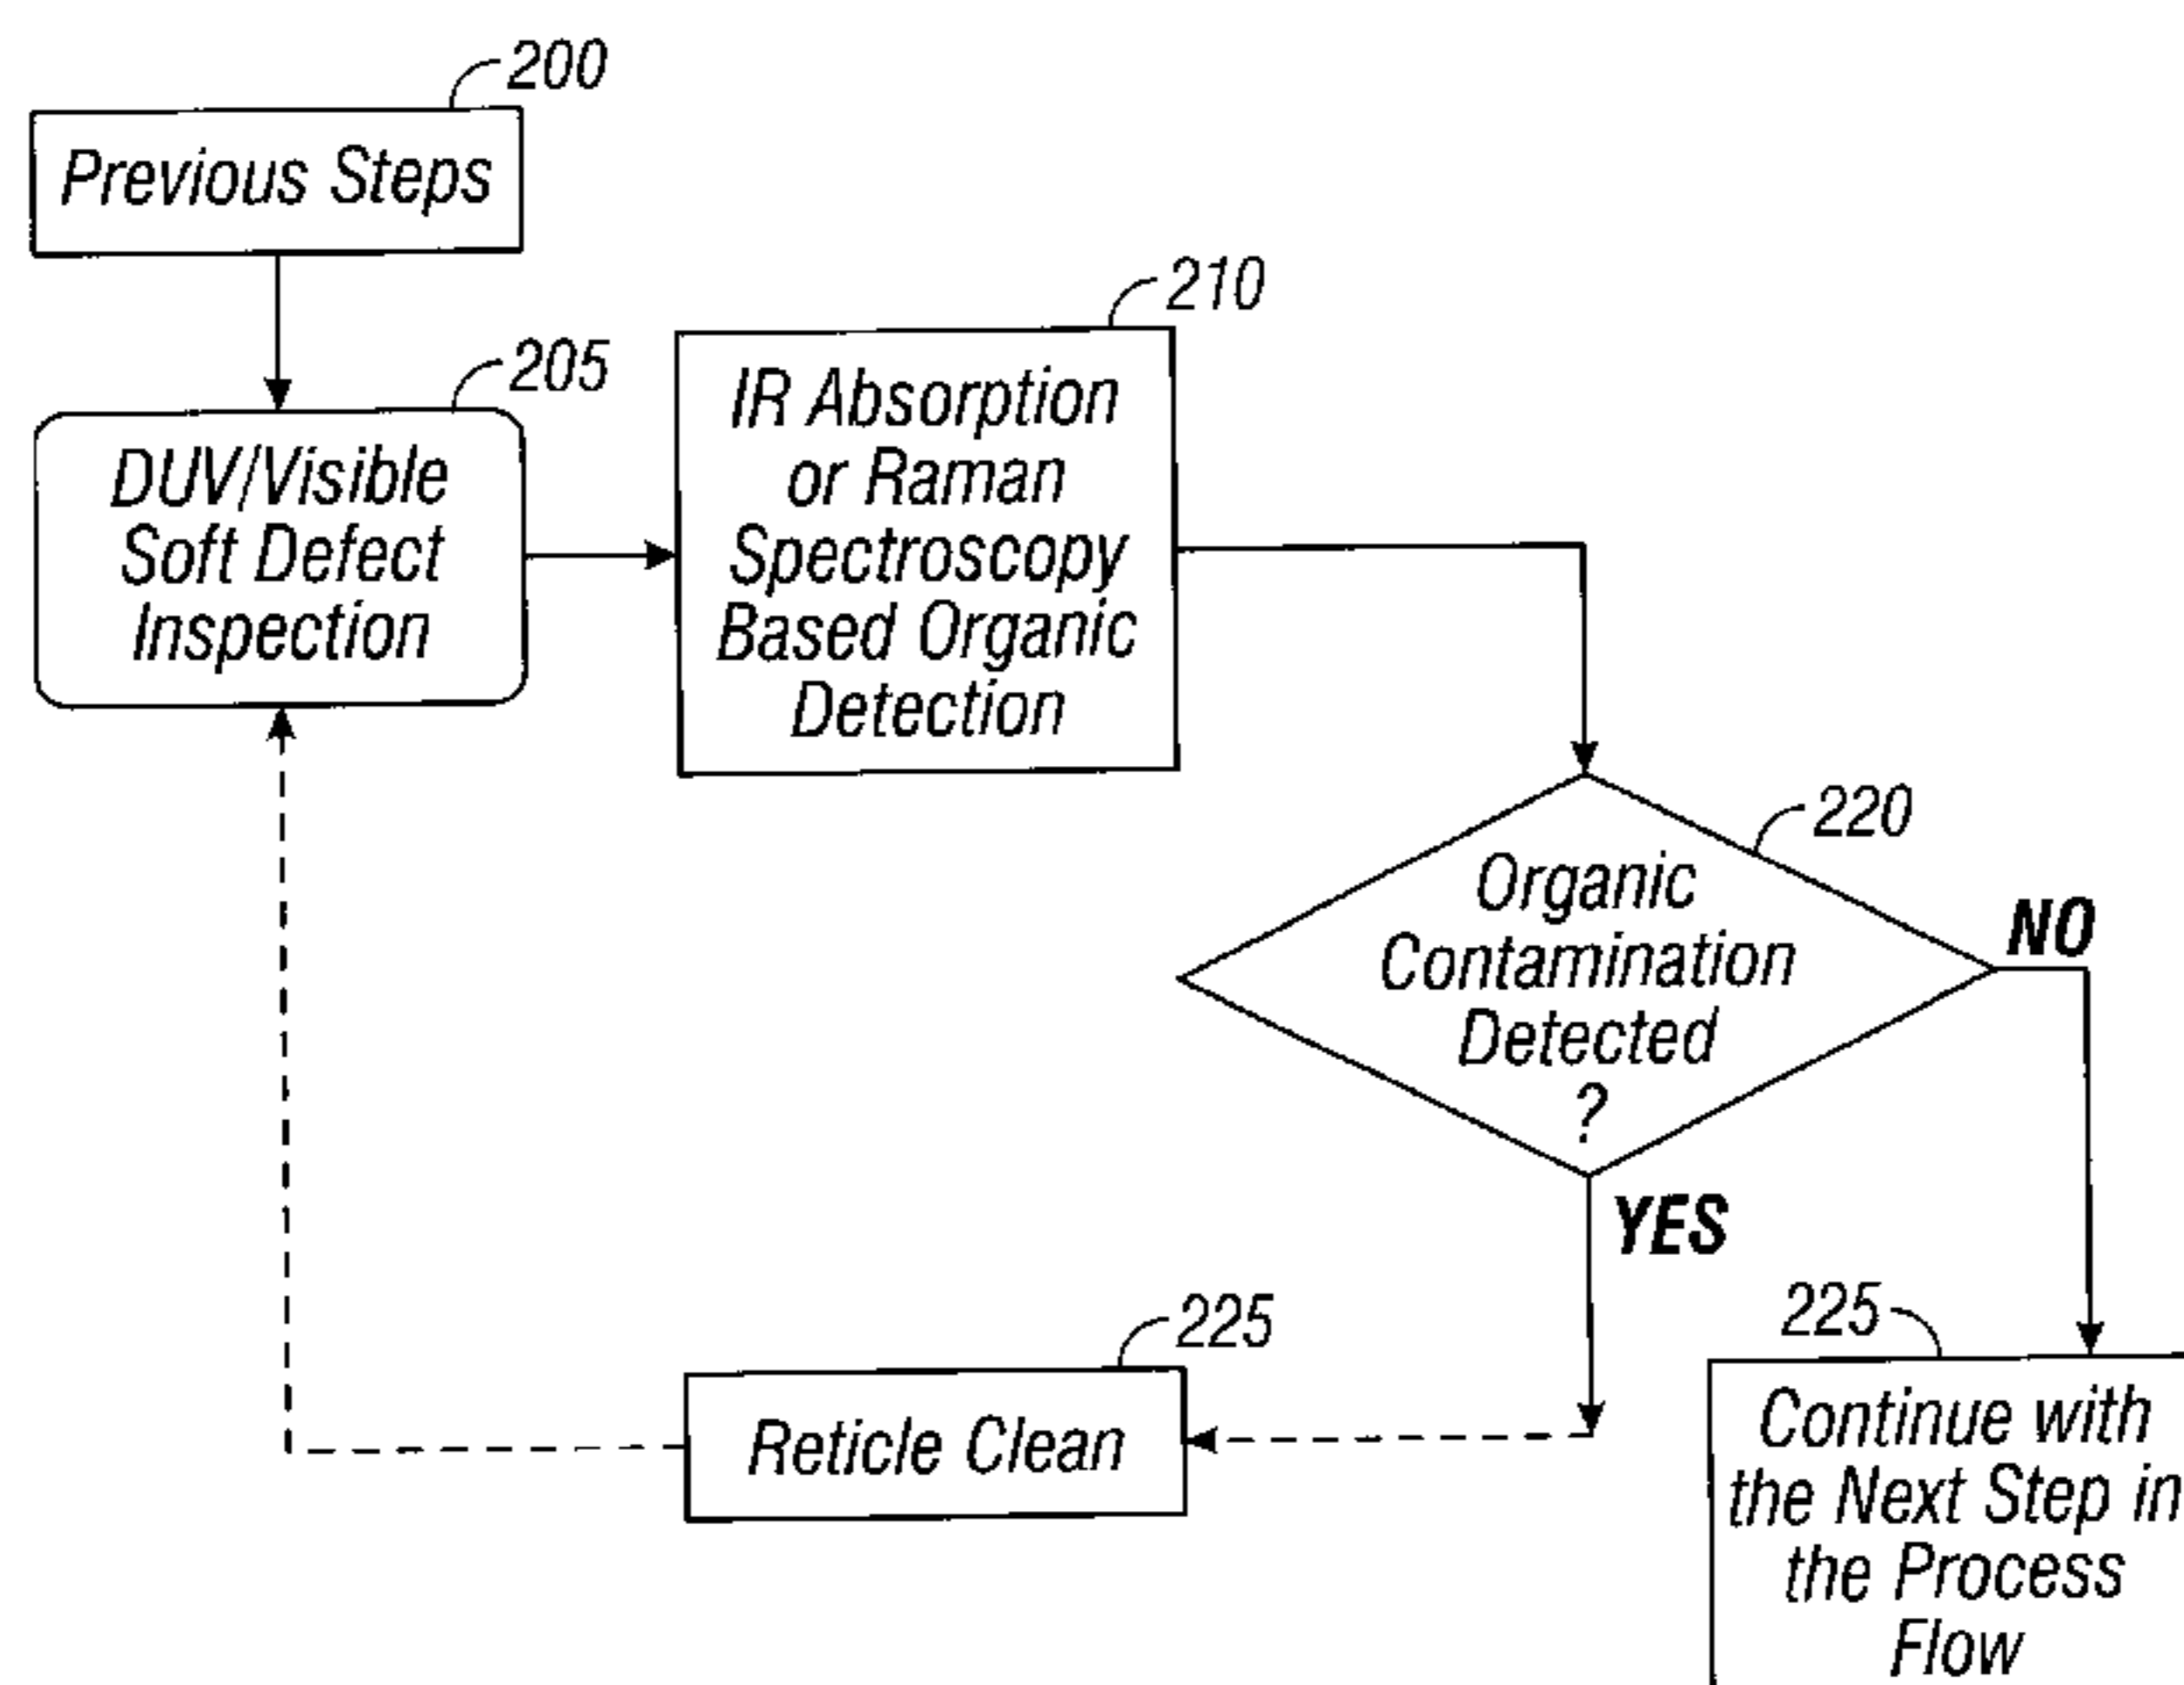 200
Previous Steps
205
DUV/Visible
Soft Defect
Inspection
210
IR Absorption
or Raman
Spectroscopy
Based Organic
Detection
220
Organic
Contamination
Detected
?
NO
YES
225
Reticle Clean
225
Continue with
the Next Step in
the Process
Flow